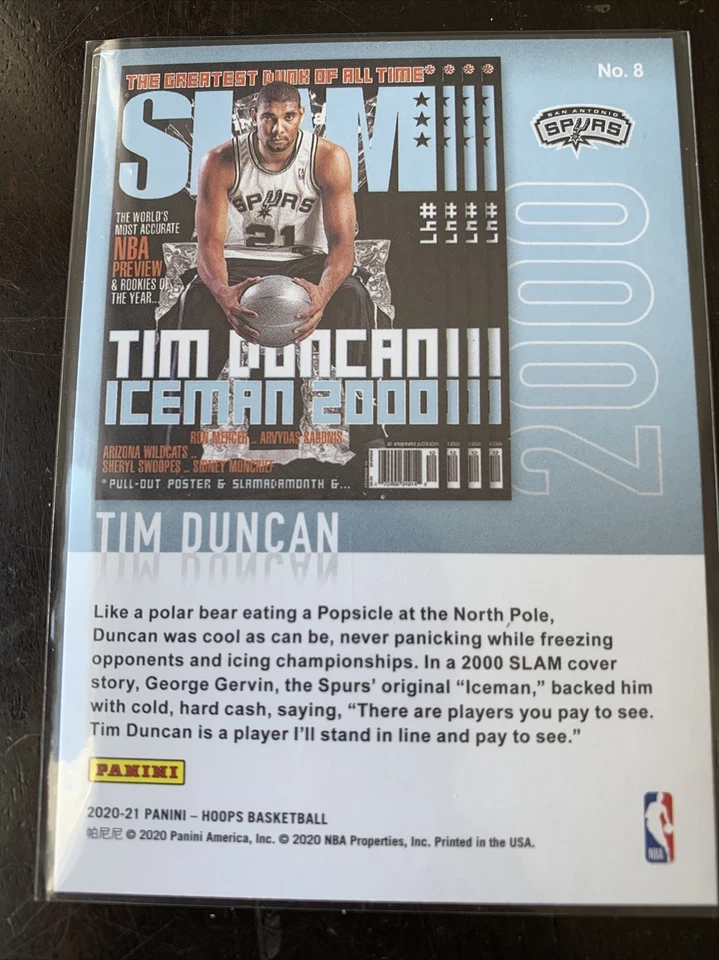 No. 8
SAN ANTONIO
SPURS
THE GREATEST DUNK OF ALL TIME* * * *
SLAM
SPURS
21
THE WORLD'S
MOST ACCURATE
NBA
PREVIEW
& ROOKIES OF
THE YEAR...
TIM DUNCAN
ICEMAN 2000
RON MERCER .. ARVYDAS SABONIS
ARIZONA WILDCATS ..
SHERYL SWOOPES .. SIDNEY MONCRIEF
*PULL-OUT POSTER & SLAMADAMONTH &...
2000
TIM DUNCAN
Like a polar bear eating a Popsicle at the North Pole,
Duncan was cool as can be, never panicking while freezing
opponents and icing championships. In a 2000 SLAM cover
story, George Gervin, the Spurs' original “Iceman,” backed him
with cold, hard cash, saying, “There are players you pay to see.
Tim Duncan is a player I'll stand in line and pay to see.”
PANINI
2020-21 PANINI – HOOPS BASKETBALL
帕尼尼 © 2020 Panini America, Inc. © 2020 NBA Properties, Inc. Printed in the USA.
NBA